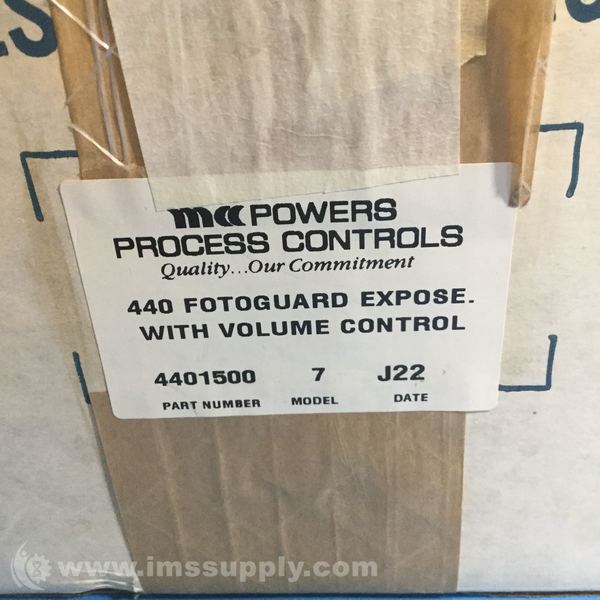 mcc POWERS
PROCESS CONTROLS
Quality...Our Commitment
440 FOTOGUARD EXPOSE.
WITH VOLUME CONTROL
4401500 7 J22
PART NUMBER MODEL DATE
www.imssupply.com